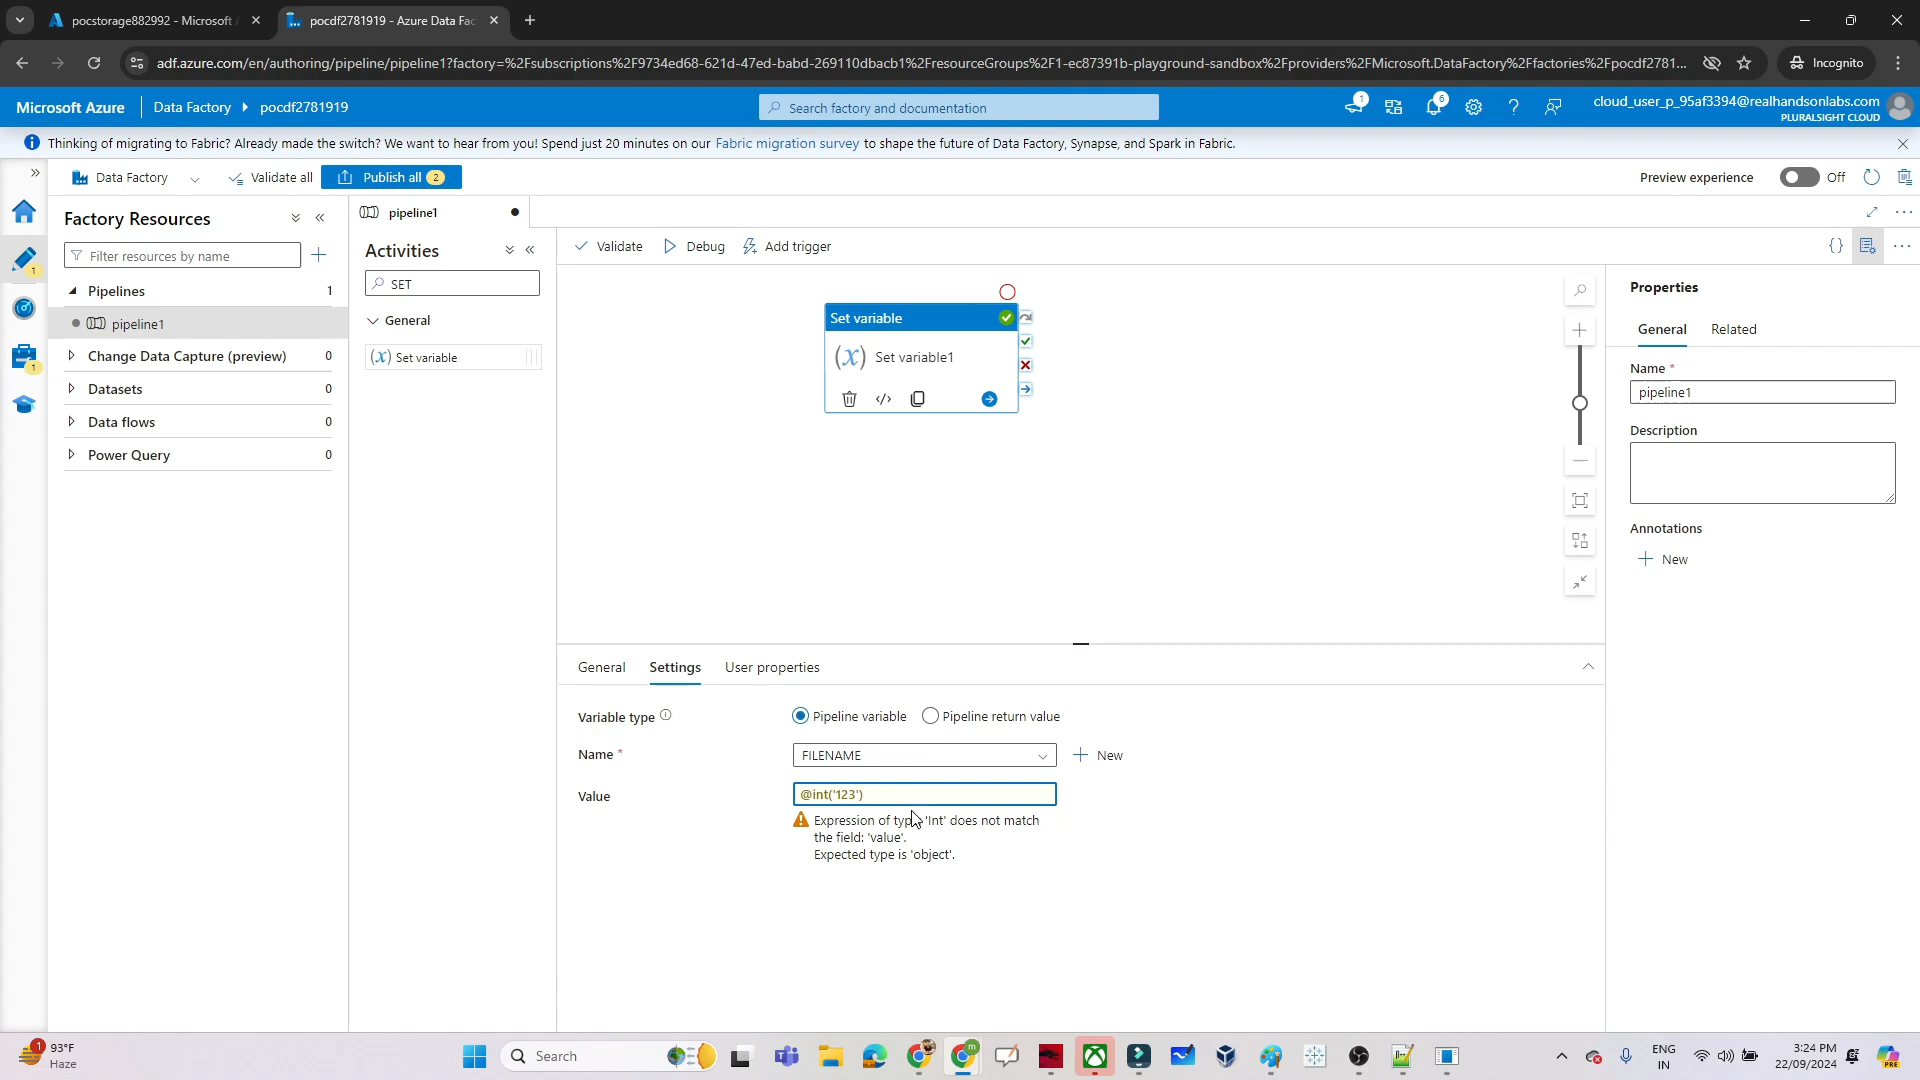 pocstorage882992 - Microsoft A
pocdf2781919 - Azure Data Fac
adf.azure.com/en/authoring/pipeline/pipeline1?factory=%2Fsubscriptions%2F9734ed68-621d-47ed-babd-269110dbacb1%2FresourceGroups%2F1-ec87391b-playground-sandbox%2Fproviders%2FMicrosoft.DataFactory%2Ffactories%2Fpocdf2781...
Incognito
Microsoft Azure
Data Factory
pocdf2781919
Search factory and documentation
1
6
cloud_user_p_95af3394@realhandsonlabs.com
PLURALSIGHT CLOUD
Thinking of migrating to Fabric? Already made the switch? We want to hear from you! Spend just 20 minutes on our Fabric migration survey to shape the future of Data Factory, Synapse, and Spark in Fabric.
Data Factory
Validate all
Publish all 2
Preview experience
Off
Factory Resources
pipeline1
Filter resources by name
Pipelines 1
pipeline1
Change Data Capture (preview) 0
Datasets 0
Data flows 0
Power Query 0
1
1
Activities
SET
General
(x) Set variable
Validate
Debug
Add trigger
{}
Set variable
(x) Set variable1
</>
Properties
General
Related
Name *
pipeline1
Description
Annotations
New
General
Settings
User properties
Variable type
Pipeline variable
Pipeline return value
Name *
FILENAME
New
Value
@int('123')
Expression of type 'Int' does not match
the field: 'value'.
Expected type is 'object'.
1
93°F
Haze
Search
m
ENG
IN
3:24 PM
22/09/2024
PRE